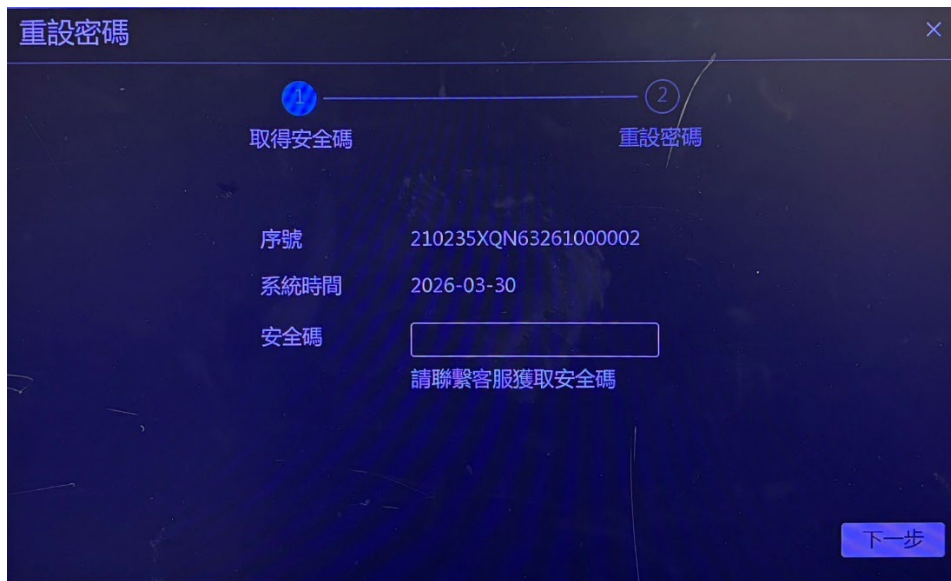 重設密碼
×
1
2
取得安全碼
重設密碼
序號 210235XQN63261000002
系統時間 2026-03-30
安全碼
請聯繫客服獲取安全碼
下一步